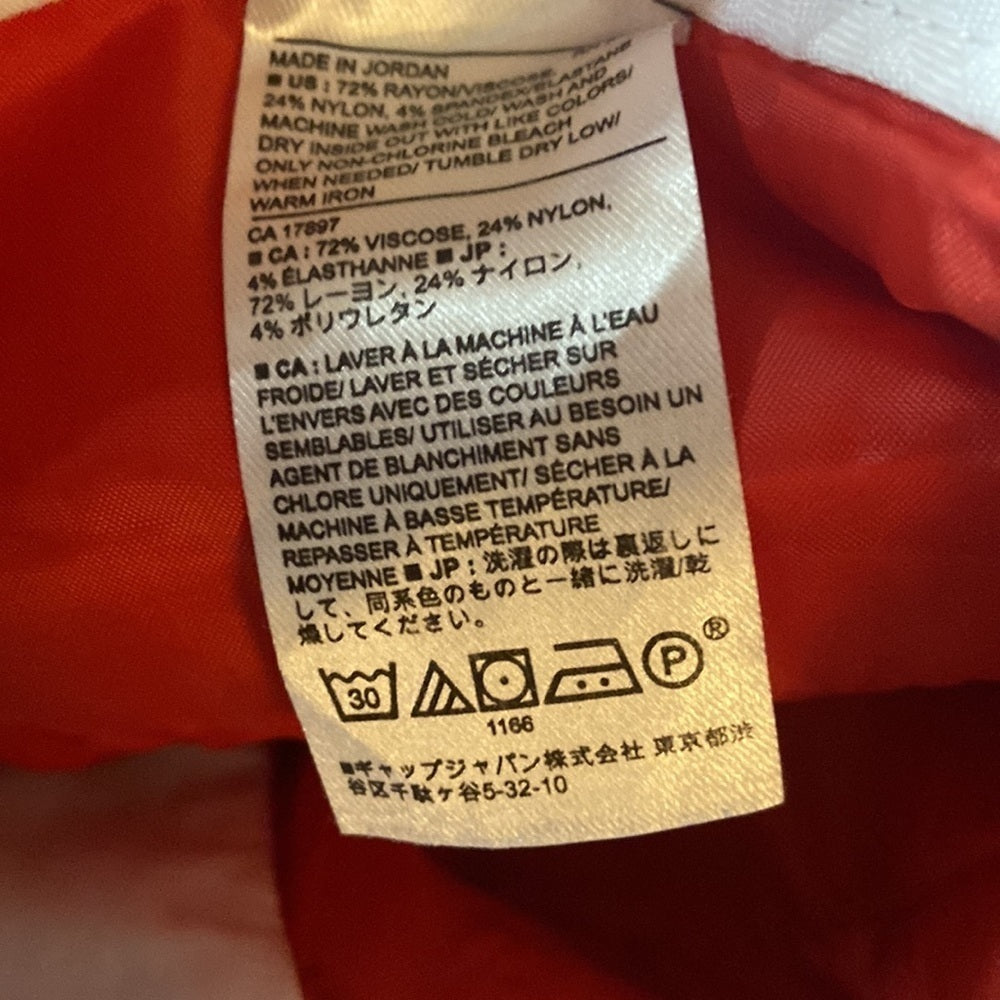 MADE IN JORDAN
■ US : 72% RAYON/VISCOSE,
24% NYLON, 4% SPANDEX/ELASTANE
MACHINE WASH COLD/ WASH AND
DRY INSIDE OUT WITH LIKE COLORS/
ONLY NON-CHLORINE BLEACH
WHEN NEEDED/ TUMBLE DRY LOW/
WARM IRON
CA 17897
■ CA : 72% VISCOSE, 24% NYLON,
4% ÉLASTHANNE ■ JP :
72% レーヨン, 24% ナイロン,
4% ポリウレタン
■ CA : LAVER À LA MACHINE À L'EAU
FROIDE/ LAVER ET SÉCHER SUR
L'ENVERS AVEC DES COULEURS
SEMBLABLES/ UTILISER AU BESOIN UN
AGENT DE BLANCHIMENT SANS
CHLORE UNIQUEMENT/ SÉCHER À LA
MACHINE À BASSE TEMPÉRATURE/
REPASSER À TEMPÉRATURE
MOYENNE ■ JP : 洗濯の際は裏返しに
して、同系色のものと一緒に洗濯/乾
燥してください。
30 P ®
1166
■ギャップジャパン株式会社 東京都渋
谷区千駄ヶ谷5-32-10